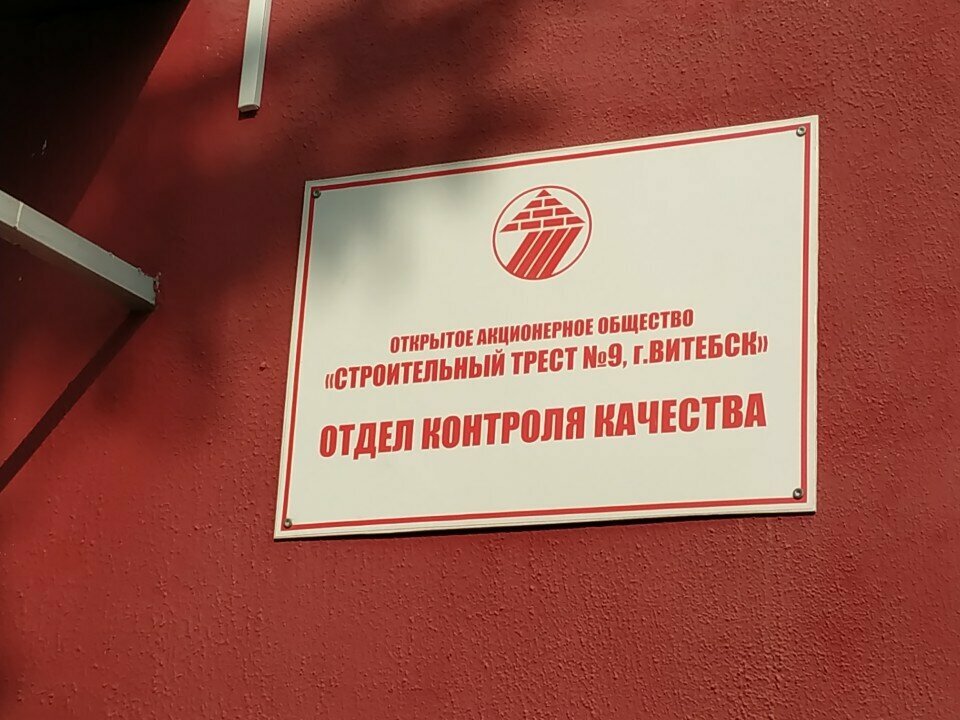 ОТКРЫТОЕ АКЦИОНЕРНОЕ ОБЩЕСТВО
«СТРОИТЕЛЬНЫЙ ТРЕСТ №9, г.ВИТЕБСК»
ОТДЕЛ КОНТРОЛЯ КАЧЕСТВА